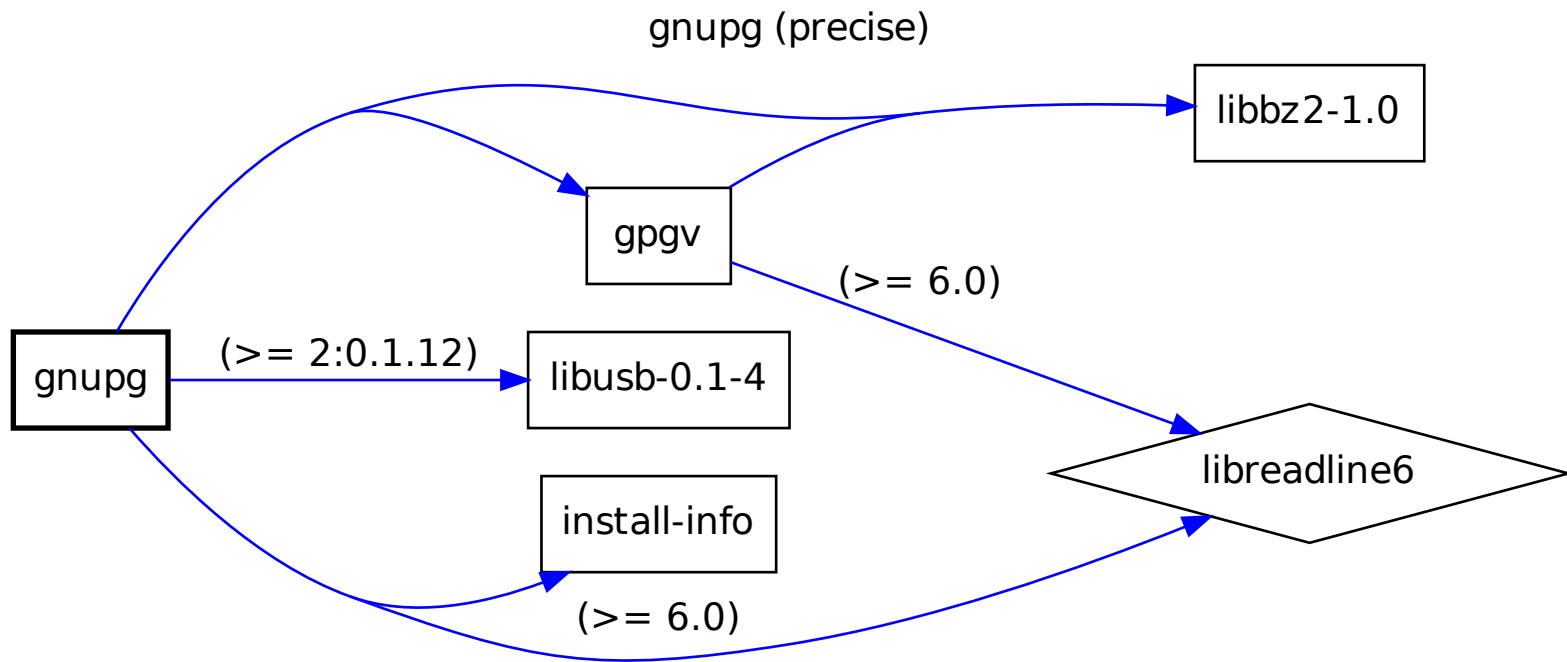 gnupg (precise)
libbz2-1.0
gpgv
(>= 6.0)
(>= 2:0.1.12)
gnupg
libusb-0.1-4
libreadline6
install-info
(>= 6.0)